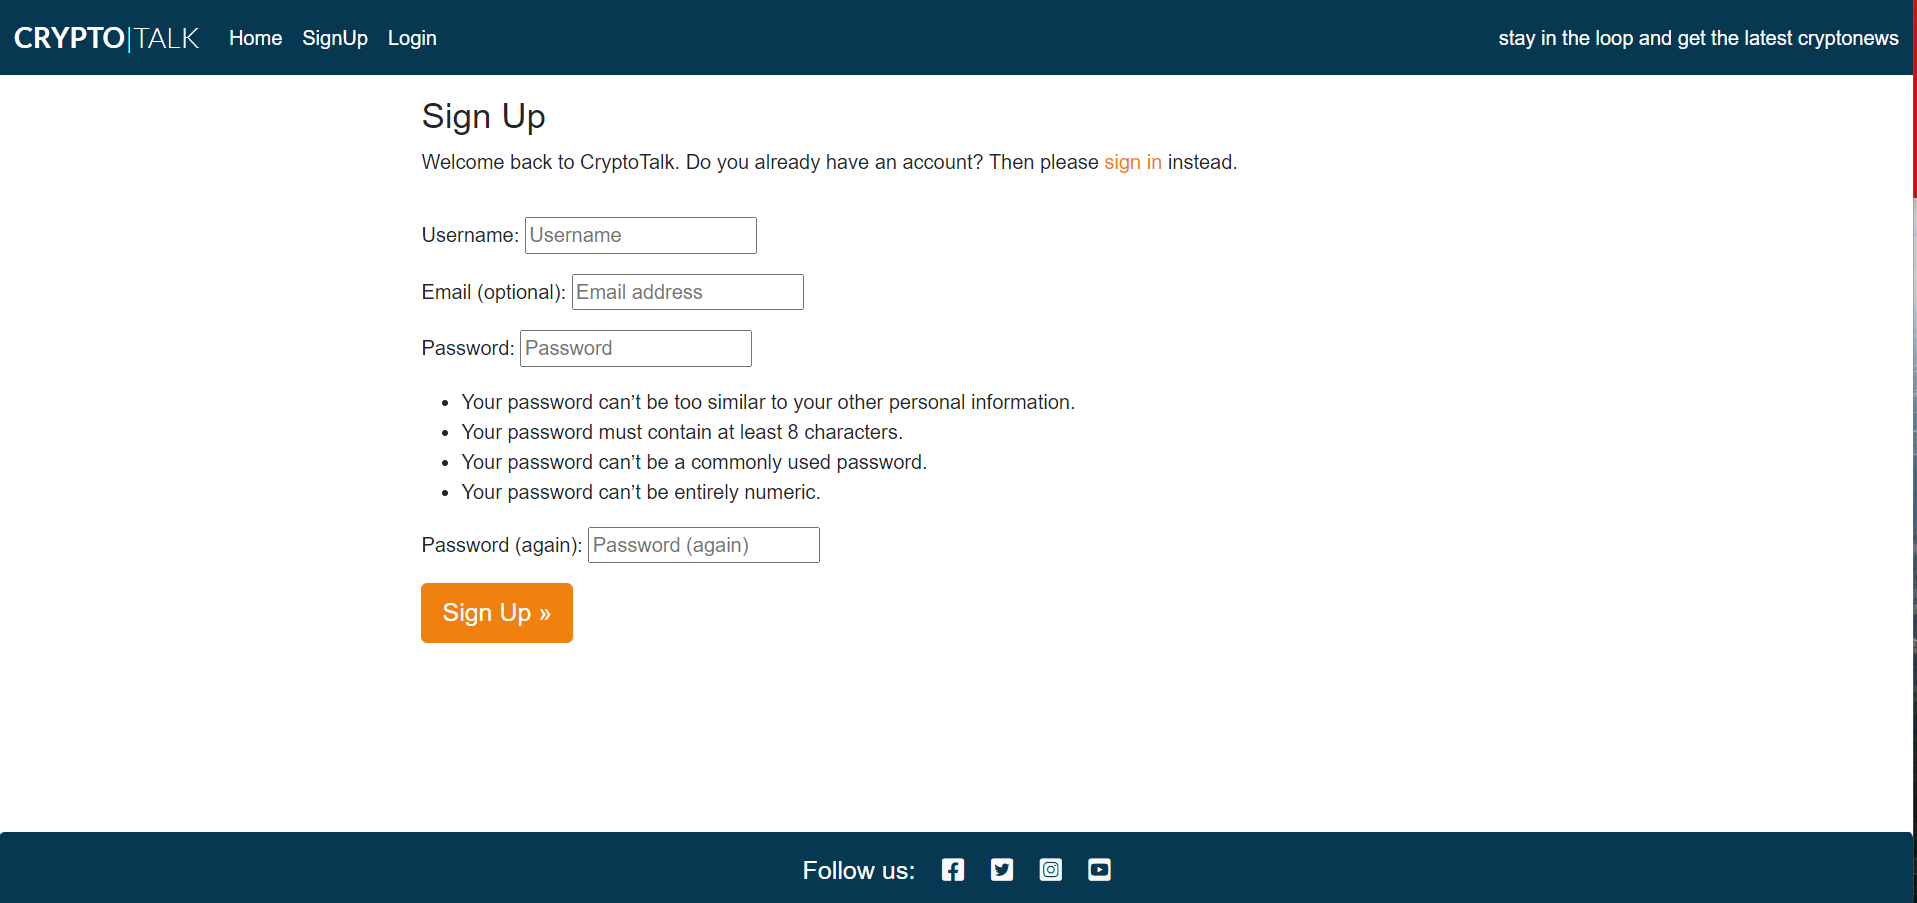 CRYPTO|TALK Home SignUp Login stay in the loop and get the latest cryptonews
Sign Up
Welcome back to CryptoTalk. Do you already have an account? Then please sign in instead.
Username: Username
Email (optional): Email address
Password: Password
• Your password can’t be too similar to your other personal information.
• Your password must contain at least 8 characters.
• Your password can’t be a commonly used password.
• Your password can’t be entirely numeric.
Password (again): Password (again)
Sign Up »
Follow us: